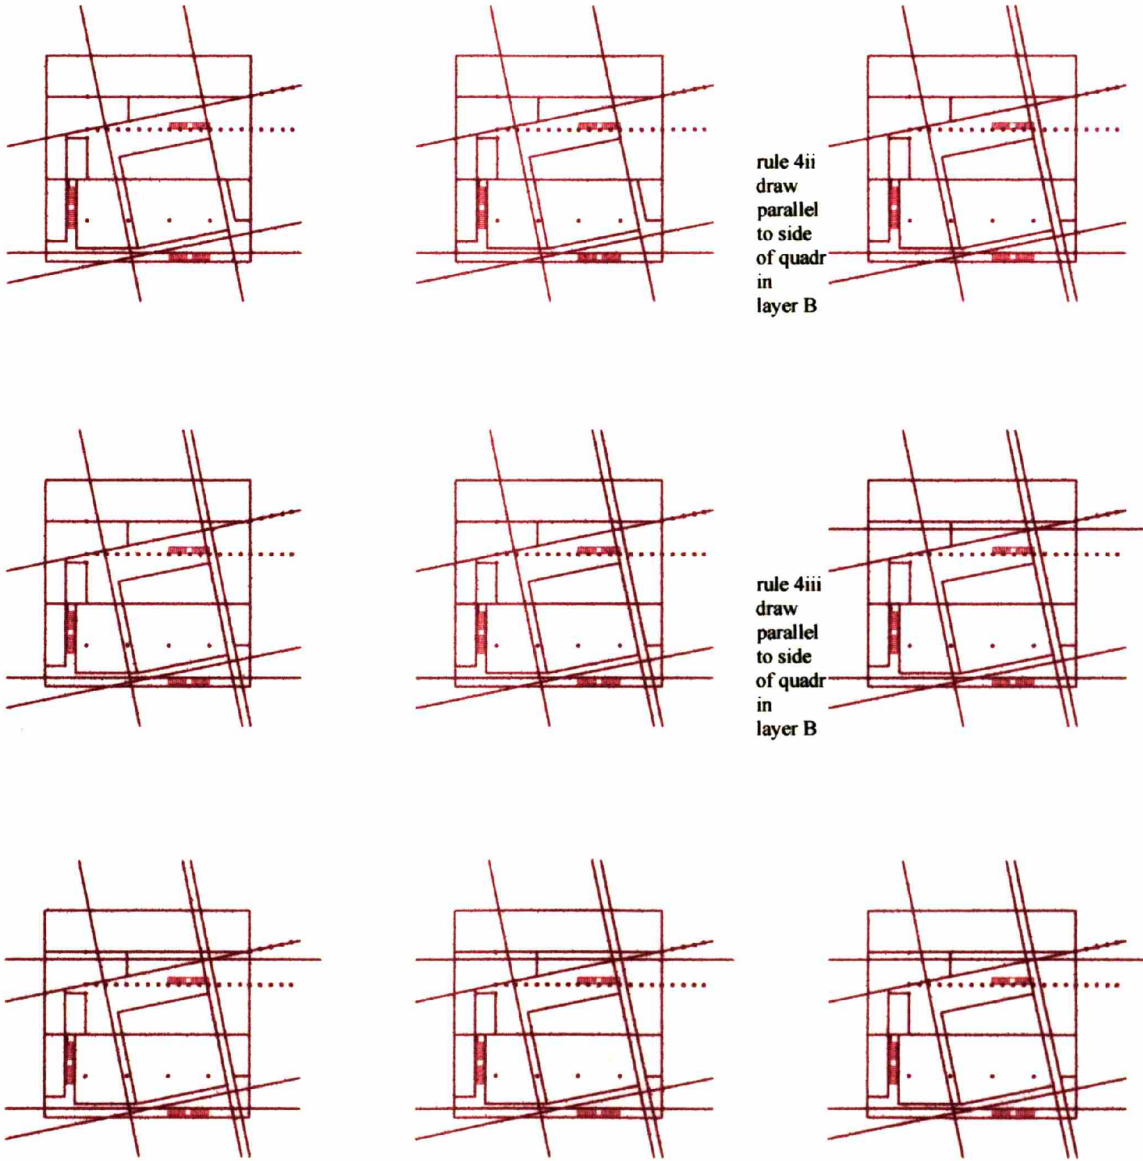 rule 4ii
draw
parallel
to side
of quadr
in
layer B
rule 4iii
draw
parallel
to side
of quadr
in
layer B